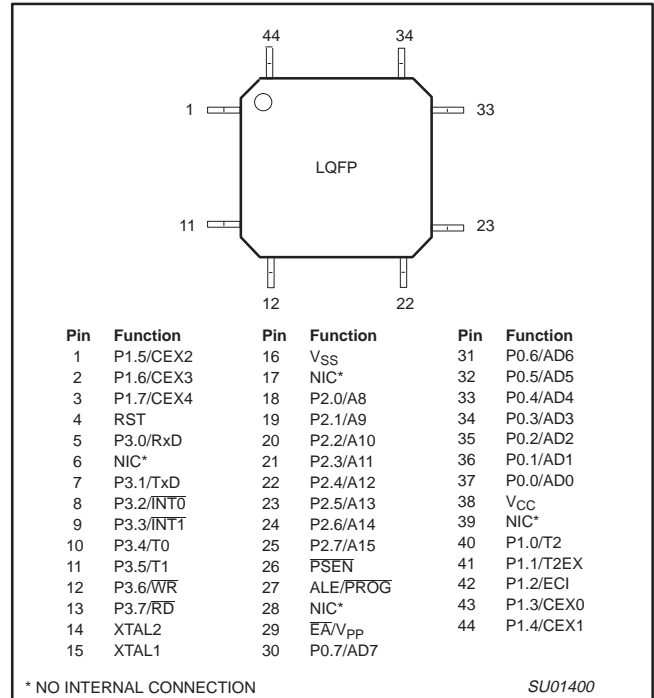 44 34
1 33
LQFP
11 23
12 22
Pin Function Pin Function Pin Function
1 P1.5/CEX2 16 VSS 31 P0.6/AD6
2 P1.6/CEX3 17 NIC* 32 P0.5/AD5
3 P1.7/CEX4 18 P2.0/A8 33 P0.4/AD4
4 RST 19 P2.1/A9 34 P0.3/AD3
5 P3.0/RxD 20 P2.2/A10 35 P0.2/AD2
6 NIC* 21 P2.3/A11 36 P0.1/AD1
7 P3.1/TxD 22 P2.4/A12 37 P0.0/AD0
8 P3.2/INT0 23 P2.5/A13 38 VCC
9 P3.3/INT1 24 P2.6/A14 39 NIC*
10 P3.4/T0 25 P2.7/A15 40 P1.0/T2
11 P3.5/T1 26 PSEN 41 P1.1/T2EX
12 P3.6/WR 27 ALE/PROG 42 P1.2/ECI
13 P3.7/RD 28 NIC* 43 P1.3/CEX0
14 XTAL2 29 EA/VPP 44 P1.4/CEX1
15 XTAL1 30 P0.7/AD7
* NO INTERNAL CONNECTION SU01400